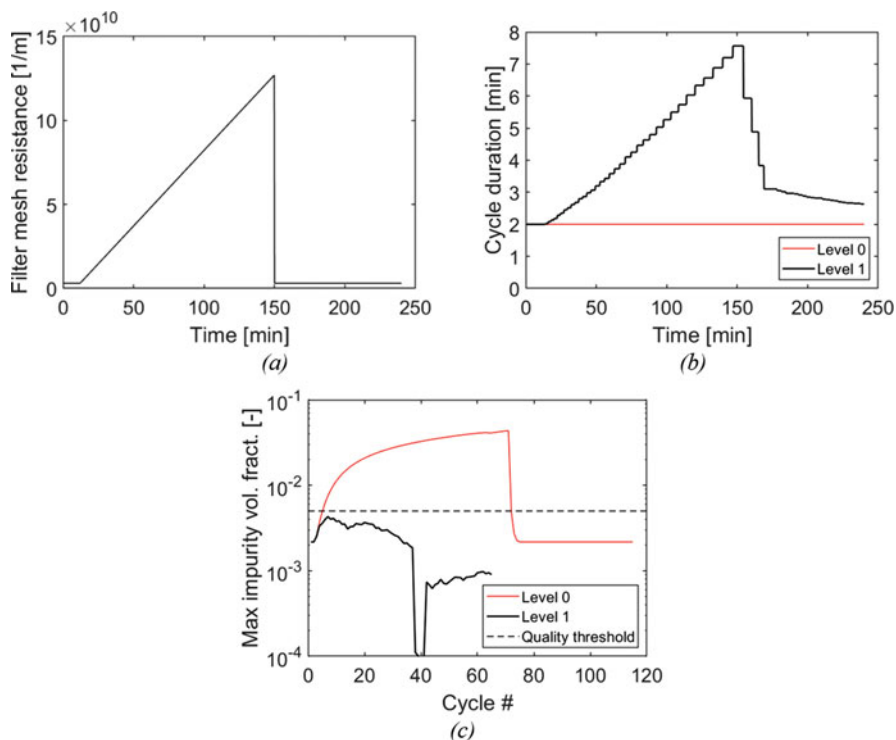 ×10^10
15
10
5
0
Filter mesh resistance [1/m]
0 50 100 150 200 250
Time [min]
(a)
8
7
6
5
4
3
2
1
0
Cycle duration [min]
Level 0
Level 1
0 50 100 150 200 250
Time [min]
(b)
10^-1
10^-2
10^-3
10^-4
Max impurity vol. fract. [-]
Level 0
Level 1
Quality threshold
0 20 40 60 80 100 120
Cycle #
(c)